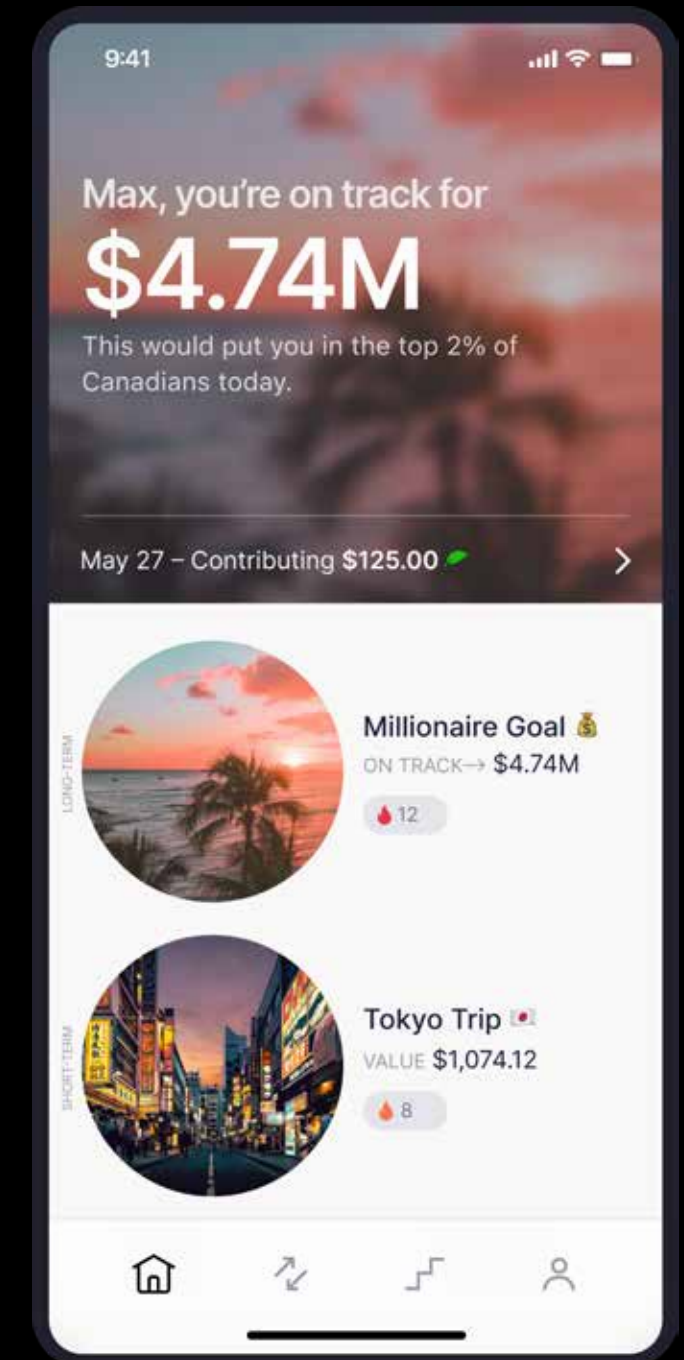 9:41
Max, you're on track for
$4.74M
This would put you in the top 2% of
Canadians today.
May 27 – Contributing $125.00
LONG-TERM
Millionaire Goal 💰
ON TRACK→ $4.74M
12
SHORT-TERM
Tokyo Trip 🇯🇵
VALUE $1,074.12
8